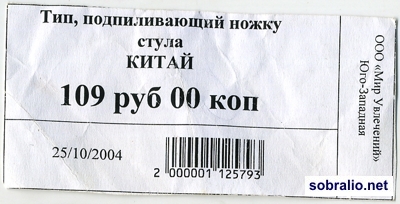 Тип, подпиливающий ножку
стула
КИТАЙ
109 руб 00 коп
25/10/2004
2 000001 125793
ООО «Мир Увлечений»
Юго-Западная
sobralio.net